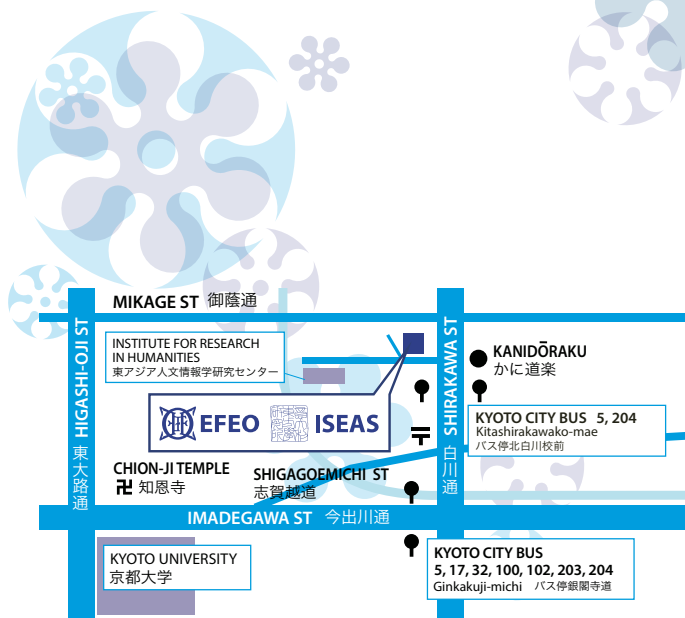 MIKAGE ST 御蔭通
HIGASHI-OJI ST 東大路通
INSTITUTE FOR RESEARCH
IN HUMANITIES
東アジア人文情報学研究センター
SHIRAKAWA ST 白川通
KANIDŌRAKU
かに道楽
EFEO ISEAS
KYOTO CITY BUS 5, 204
Kitashirakawako-mae
バス停北白川校前
CHION-JI TEMPLE
卍 知恩寺
SHIGAGOEMICHI ST
志賀越道
IMADEGAWA ST 今出川通
KYOTO UNIVERSITY
京都大学
KYOTO CITY BUS
5, 17, 32, 100, 102, 203, 204
Ginkakuji-michi バス停銀閣寺道